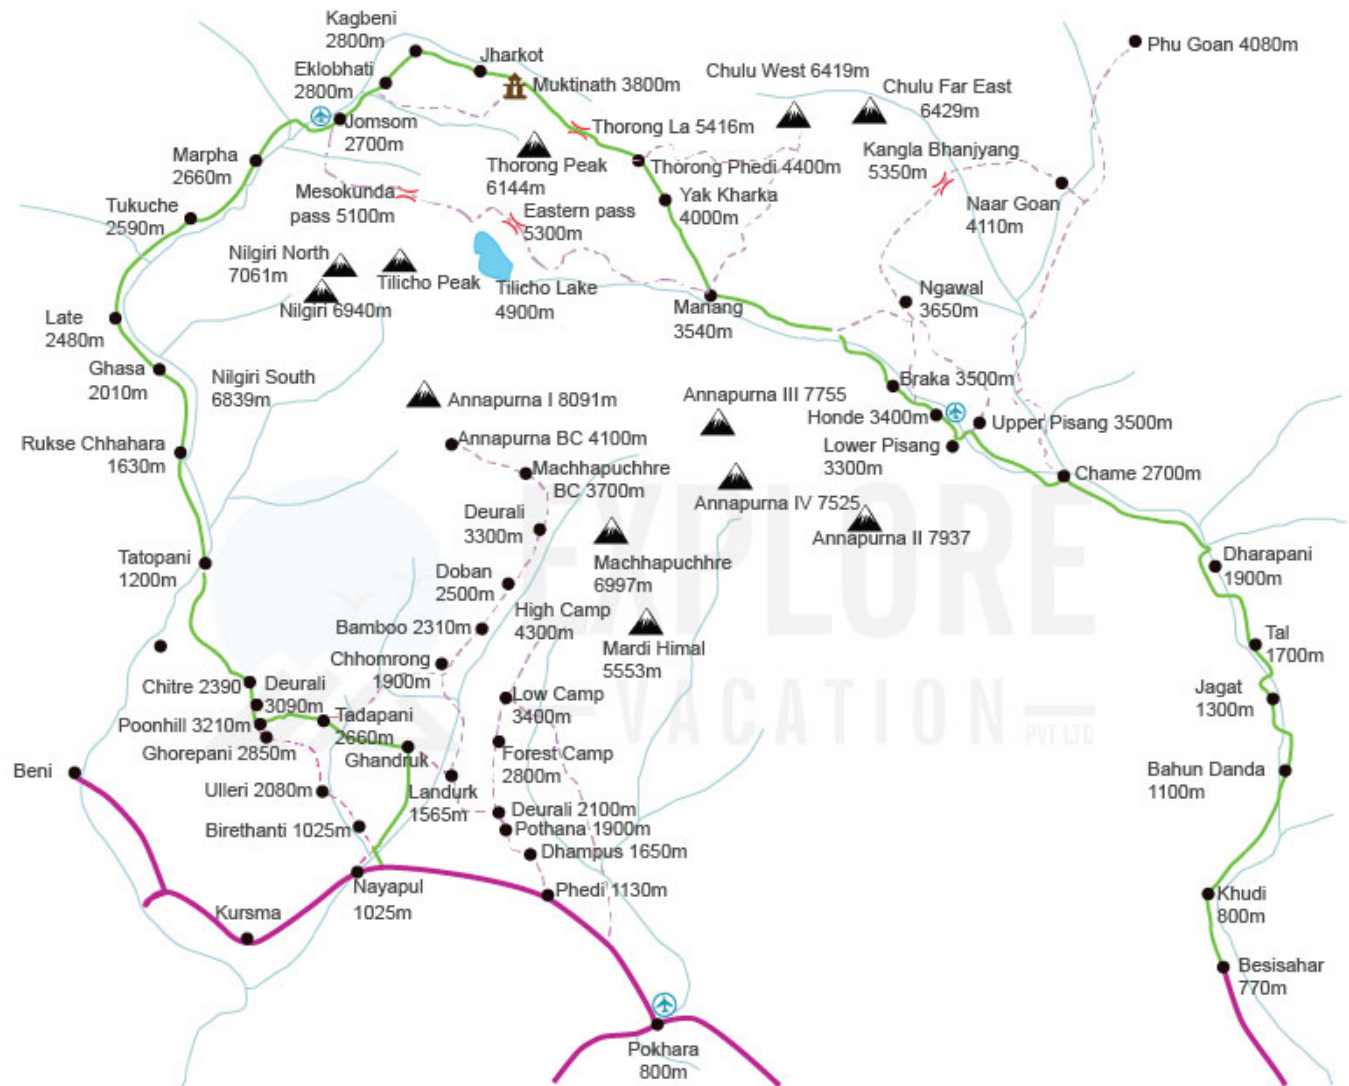 Kagbeni
2800m
Jharkot
Eklobhati
2800m
Muktinath 3800m
Phu Goan 4080m
Chulu West 6419m
Chulu Far East
6429m
Jomsom
2700m
Thorong La 5416m
Marpha
2660m
Thorong Peak
6144m
Thorong Phedi 4400m
Kangla Bhanjyang
5350m
Mesokunda
pass 5100m
Yak Kharka
4000m
Naar Goan
4110m
Tukuche
2590m
Eastern pass
5300m
Nilgiri North
7061m
Tilicho Peak
Tilicho Lake
4900m
Nilgiri 6940m
Manang
3540m
Ngawal
3650m
Late
2480m
Ghasa
2010m
Nilgiri South
6839m
Annapurna I 8091m
Annapurna III 7755
Braka 3500m
Honde 3400m
Upper Pisang 3500m
Lower Pisang
3300m
Rukse Chhahara
1630m
Annapurna BC 4100m
Machhapuchhre
BC 3700m
Chame 2700m
Annapurna IV 7525
Annapurna II 7937
Deurali
3300m
EXPLORE
VACATION
PVT LTD
Tatopani
1200m
Machhapuchhre
6997m
Dharapani
1900m
Doban
2500m
High Camp
4300m
Bamboo 2310m
Mardi Himal
5553m
Tal
1700m
Chhomrong
1900m
Chitre 2390
Deurali
3090m
Low Camp
3400m
Jagat
1300m
Poonhill 3210m
Tadapani
2660m
Ghorepani 2850m
Ghandruk
Forest Camp
2800m
Beni
Bahun Danda
1100m
Ulleri 2080m
Landurk
1565m
Deurali 2100m
Birethanti 1025m
Pothana 1900m
Dhampus 1650m
Nayapul
1025m
Phedi 1130m
Khudi
800m
Kursma
Besisahar
770m
Pokhara
800m